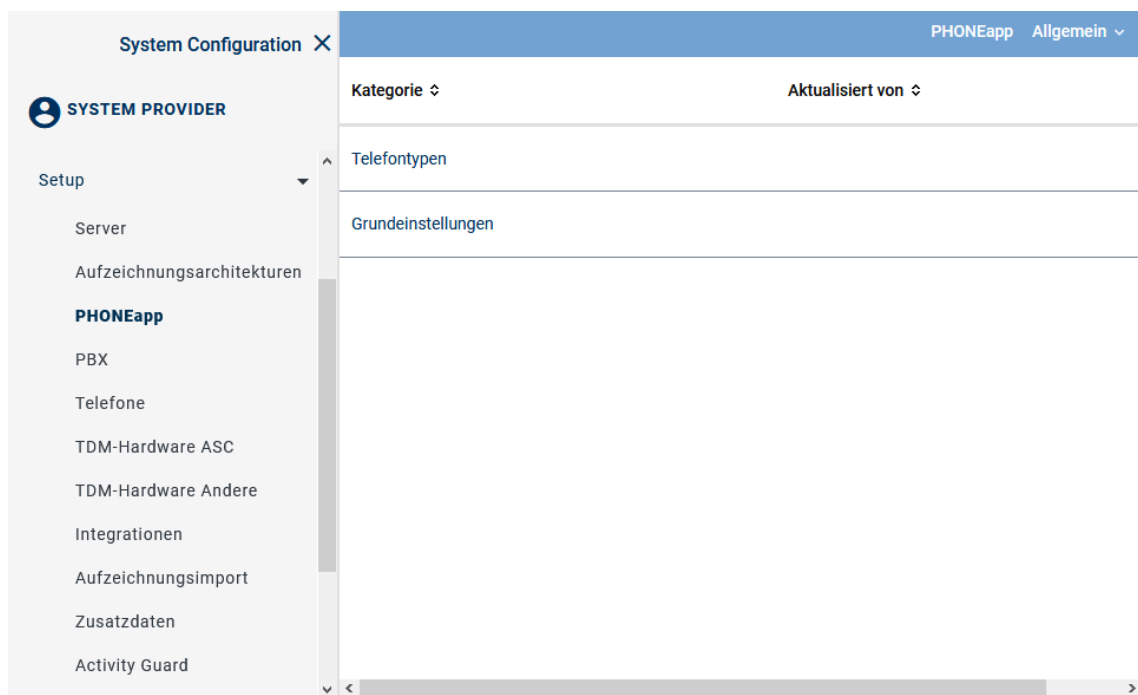 System Configuration
SYSTEM PROVIDER
Setup
Server
Aufzeichnungsarchitekturen
PHONEapp
PBX
Telefone
TDM-Hardware ASC
TDM-Hardware Andere
Integrationen
Aufzeichnungsimport
Zusatzdaten
Activity Guard
PHONEapp Allgemein
Kategorie Aktualisiert von
Telefontypen
Grundeinstellungen